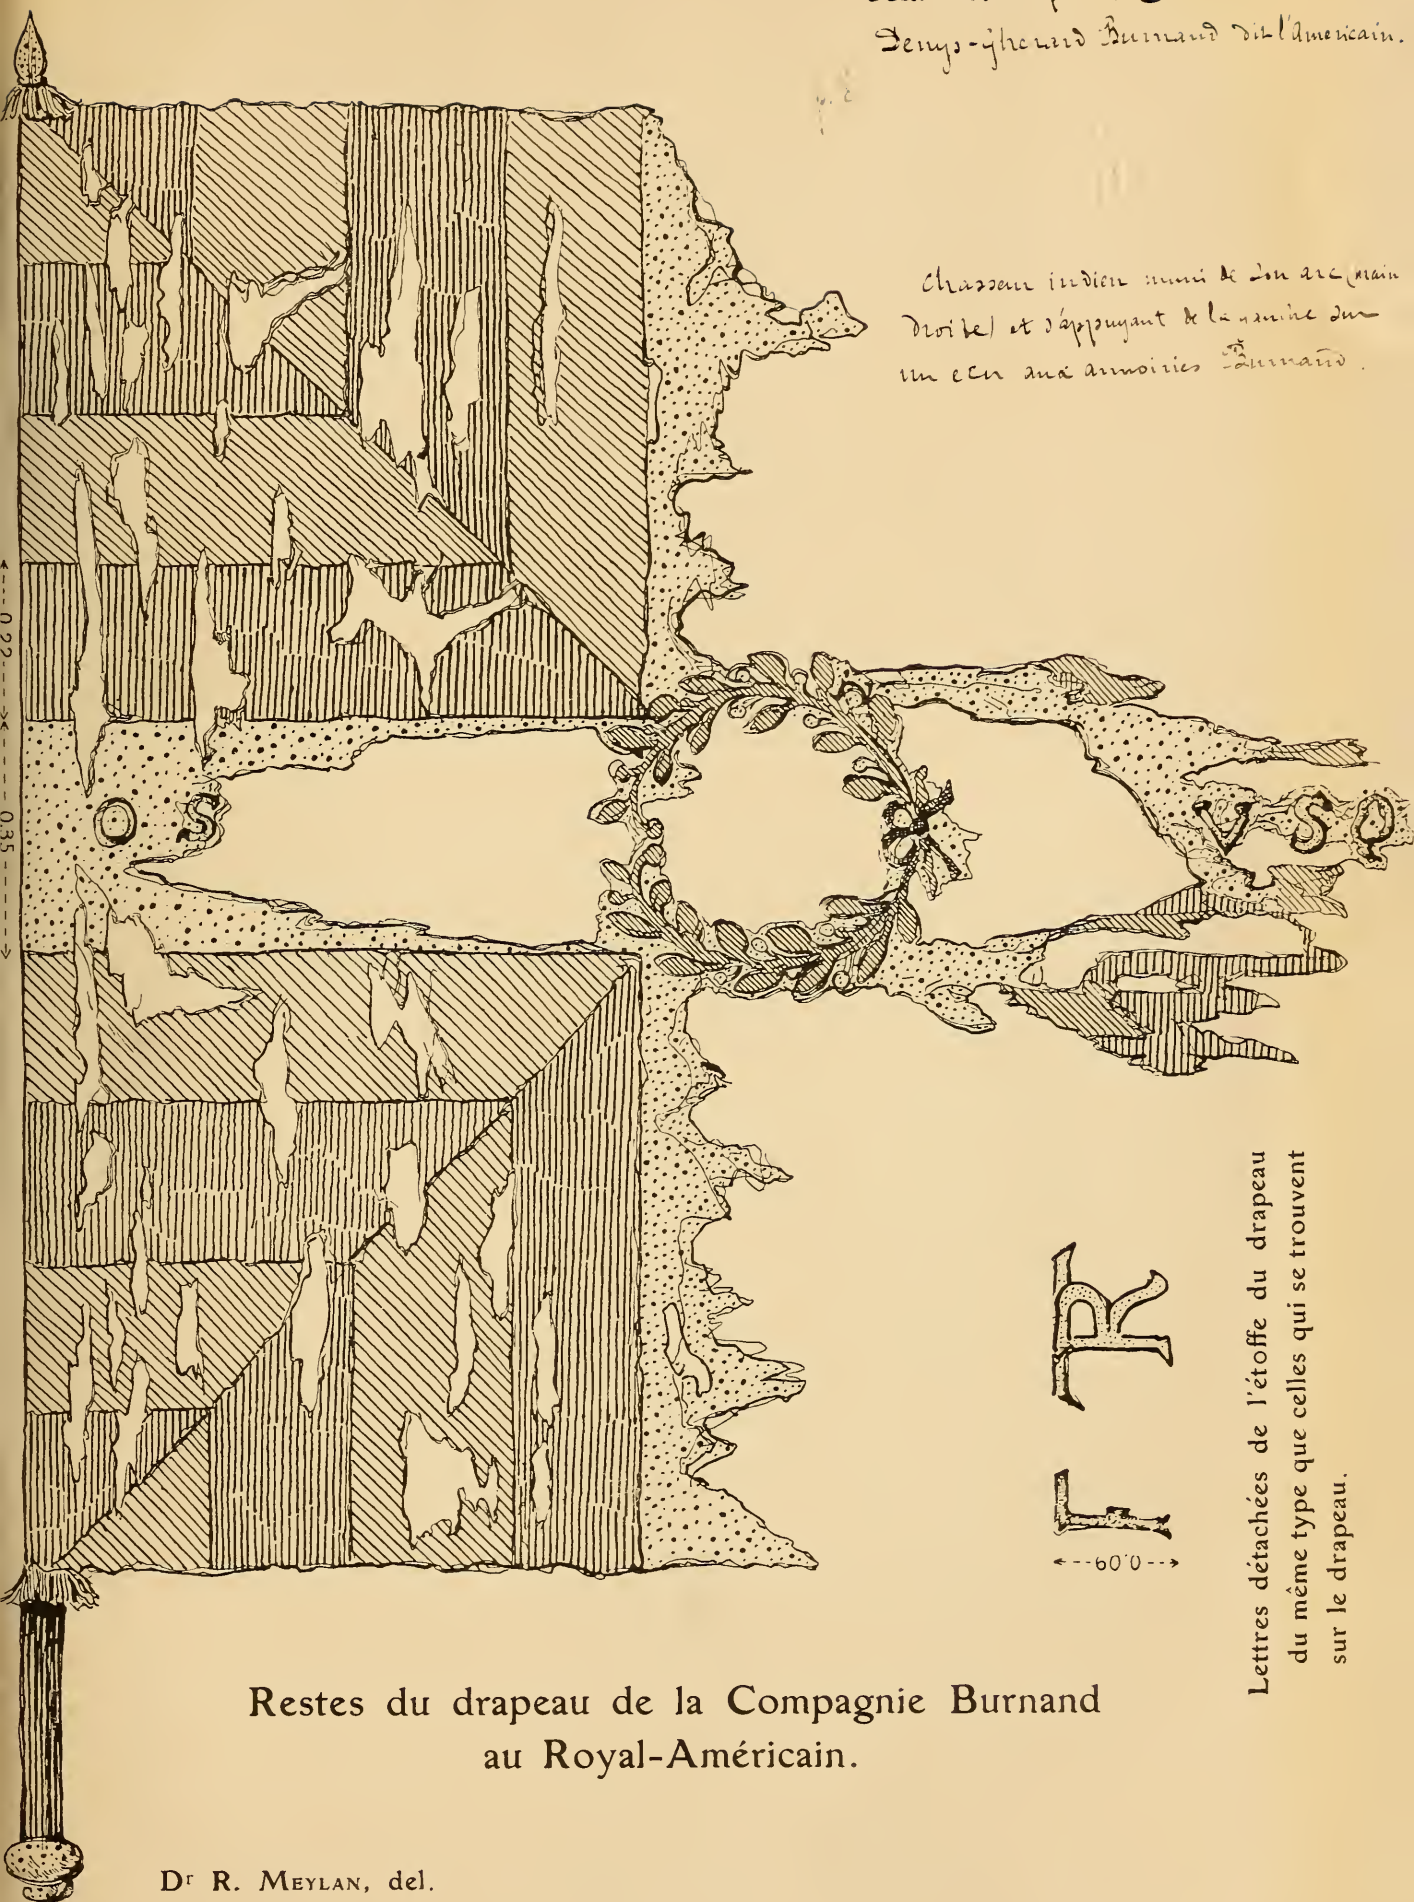 Denys-Gherard Burnand dit l'Americain.
Chasseur indien muni de son arc (main
droite) et s'appuyant de la gauche sur
un ecu aux armoiries Burnand.
0.22
0.35
O S
V S Q
R
0.09
Lettres détachées de l'étoffe du drapeau
du même type que celles qui se trouvent
sur le drapeau.
Restes du drapeau de la Compagnie Burnand
au Royal-Américain.
Dr R. MEYLAN, del.